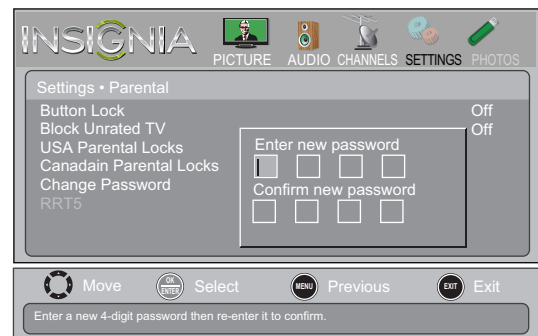 INSIGNIA
PICTURE AUDIO CHANNELS SETTINGS PHOTOS
Settings • Parental
Button Lock Off
Block Unrated TV Off
USA Parental Locks
Canadain Parental Locks
Change Password
RRT5
Enter new password
Confirm new password
Move OK ENTER Select MENU Previous EXIT Exit
Enter a new 4-digit password then re-enter it to confirm.